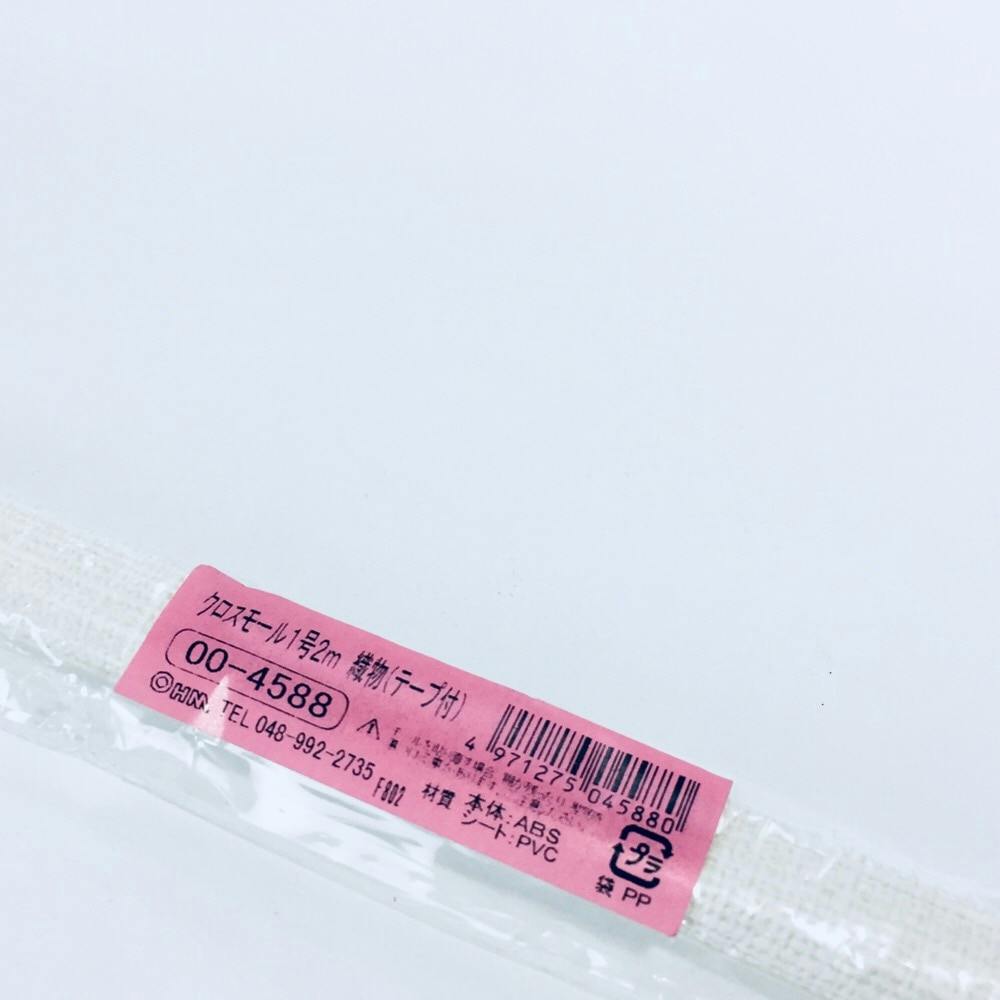 クロスモール1号2m 織物(テープ付)
00-4588
HM TEL 048-992-2735
F802
4 971275 045880
材質 本体:ABS
シート:PVC
プラ
袋 PP